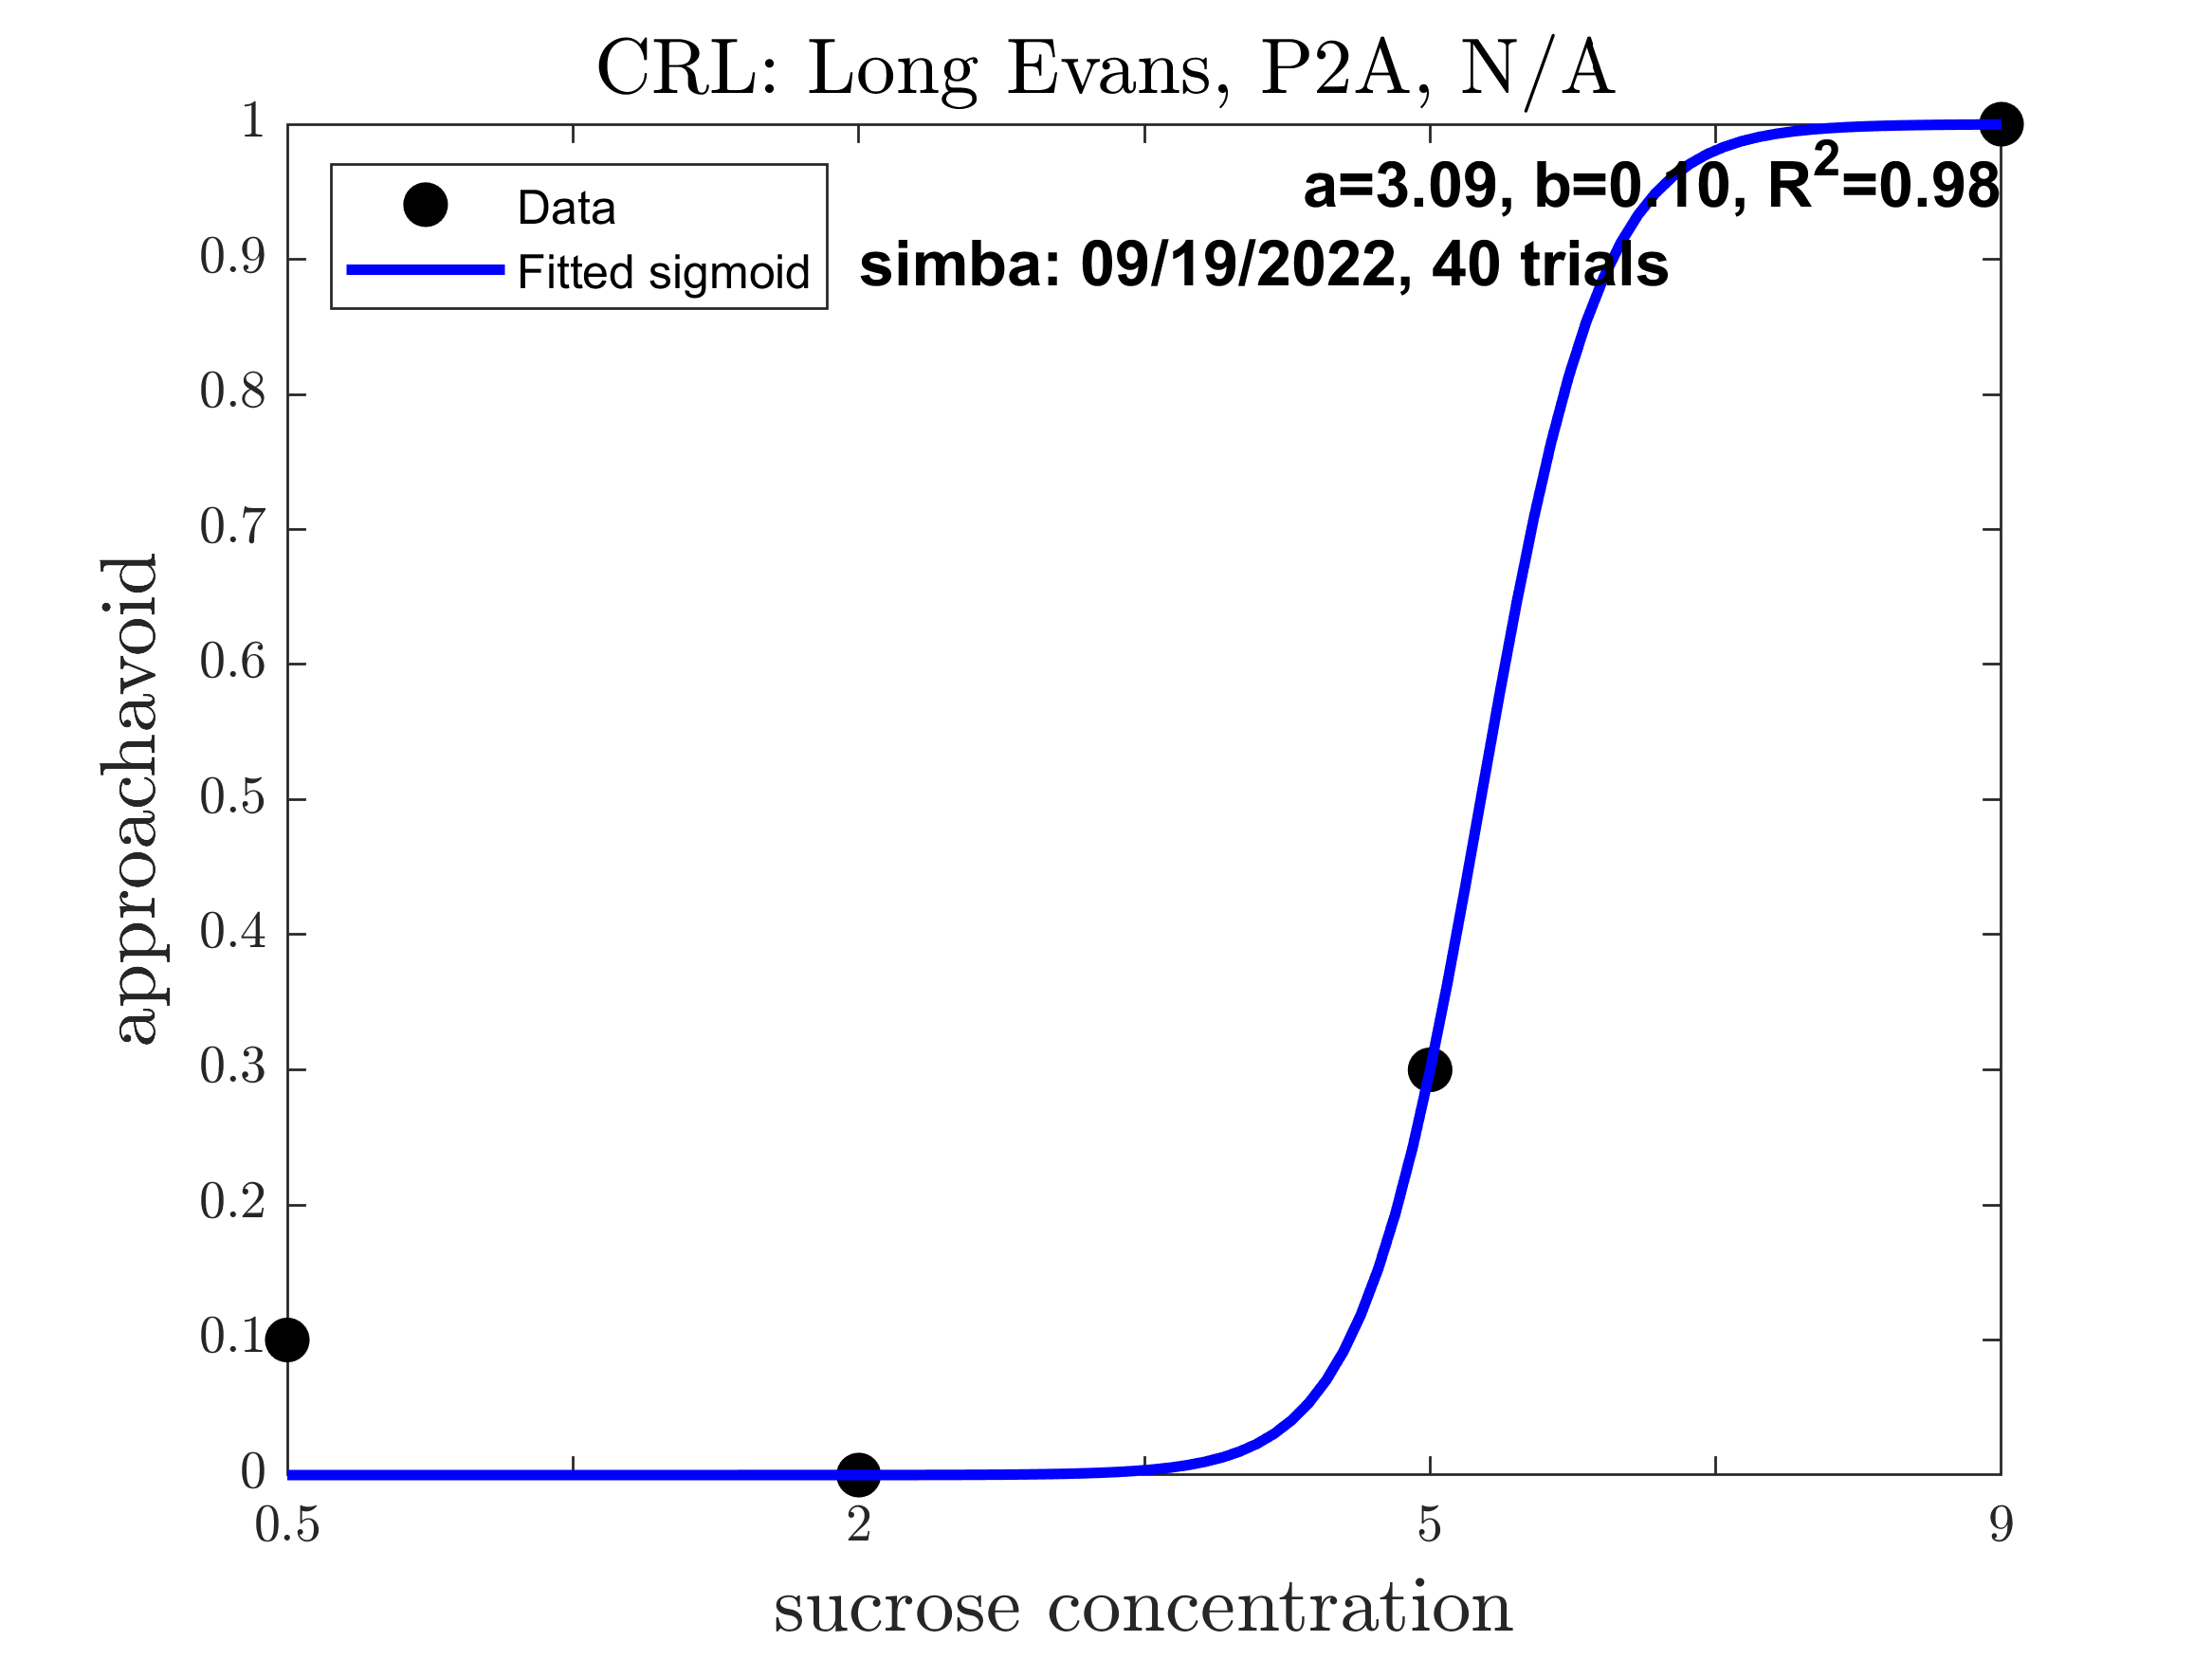 CRL: Long Evans, P2A, N/A
a=3.09, b=0.10, R²=0.98
simba: 09/19/2022, 40 trials
Data
Fitted sigmoid
approachavoid
1
0.9
0.8
0.7
0.6
0.5
0.4
0.3
0.2
0.1
0
0.5 2 5 9
sucrose concentration